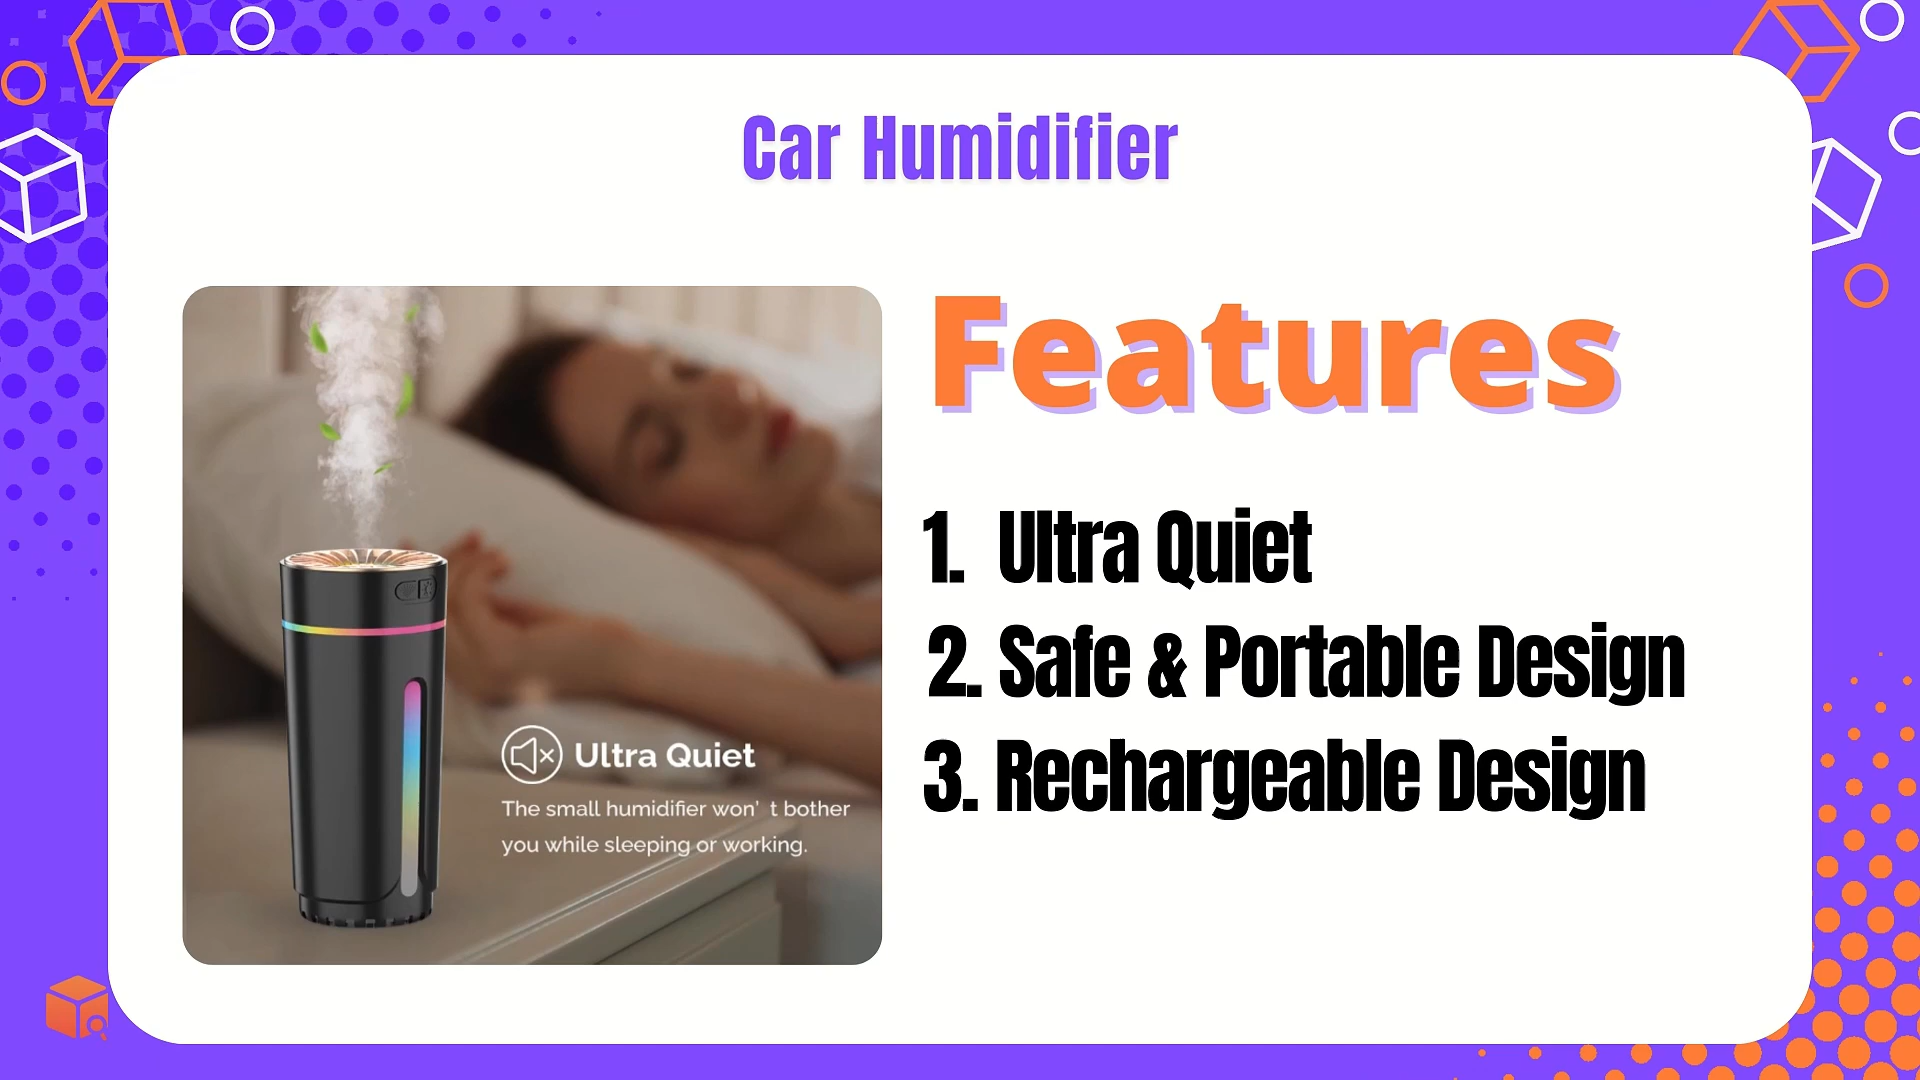 Car Humidifier
Features
1. Ultra Quiet
2. Safe & Portable Design
3. Rechargeable Design
Ultra Quiet
The small humidifier won’ t bother
you while sleeping or working.